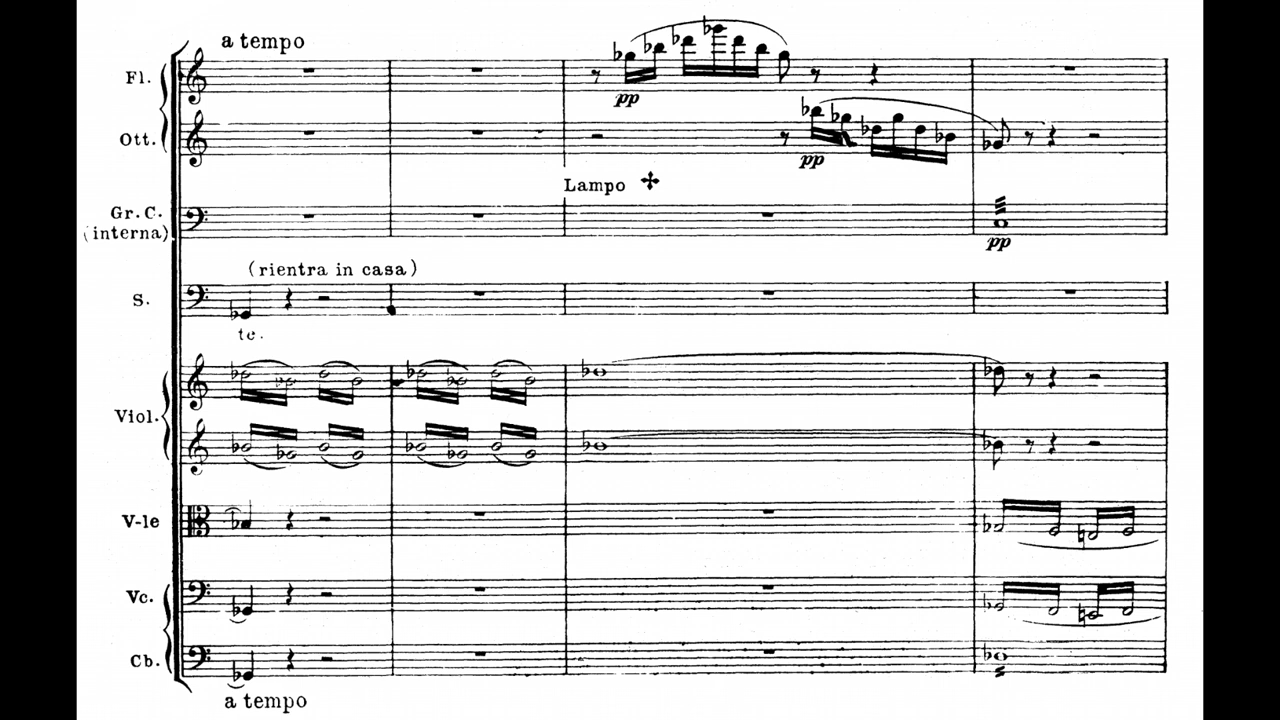 a tempo
Fl.
pp
Ott.
pp
Lampo
Gr. C.
(interna)
pp
(rientra in casa)
S.
te.
Viol.
V-le
Vc.
Cb.
a tempo